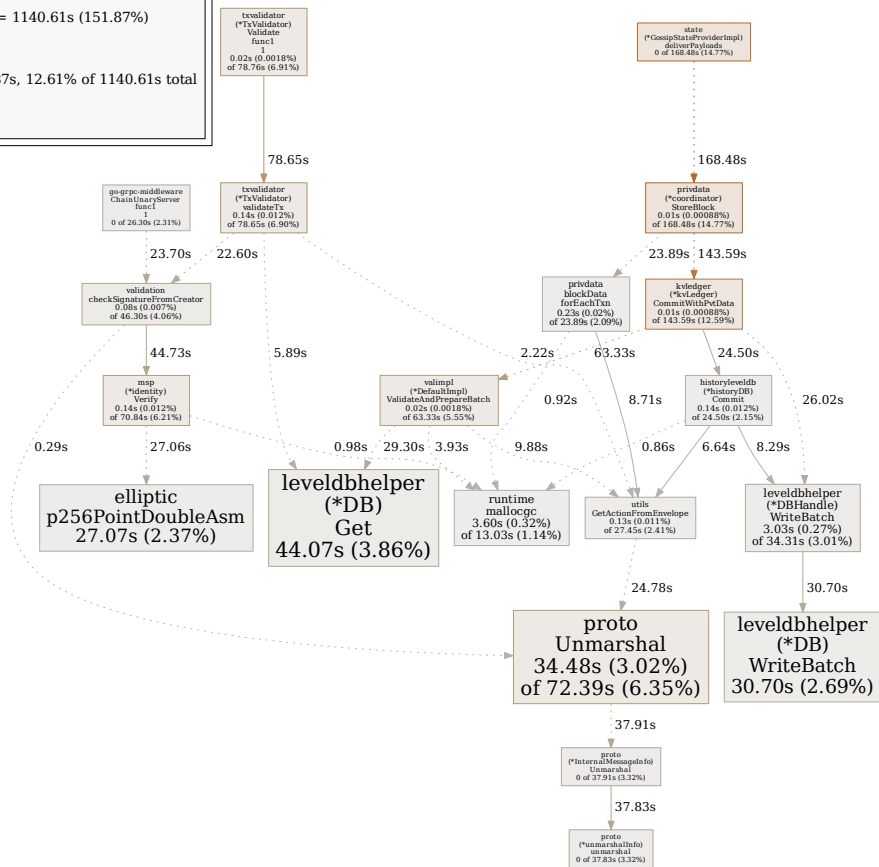 = 1140.61s (151.87%)
7s, 12.61% of 1140.61s total
txvalidator
(*TxValidator)
Validate
func1
1
0.02s (0.0018%)
of 78.76s (6.91%)
state
(*GossipStateProviderImpl)
deliverPayloads
0 of 168.48s (14.77%)
78.65s
168.48s
go-grpc-middleware
ChainUnaryServer
func1
1
0 of 26.30s (2.31%)
txvalidator
(*TxValidator)
validateTx
0.14s (0.012%)
of 78.65s (6.90%)
privdata
(*coordinator)
StoreBlock
0.01s (0.00088%)
of 168.48s (14.77%)
23.70s
22.60s
23.89s
143.59s
validation
checkSignatureFromCreator
0.08s (0.007%)
of 46.30s (4.06%)
privdata
blockData
forEachTxn
0.23s (0.02%)
of 23.89s (2.09%)
kvledger
(*kvLedger)
CommitWithPvtData
0.01s (0.00088%)
of 143.59s (12.59%)
44.73s
5.89s
2.22s
63.33s
24.50s
msp
(*identity)
Verify
0.14s (0.012%)
of 70.84s (6.21%)
valimpl
(*DefaultImpl)
ValidateAndPrepareBatch
0.02s (0.0018%)
of 63.33s (5.55%)
historyleveldb
(*historyDB)
Commit
0.14s (0.012%)
of 24.50s (2.15%)
0.92s
8.71s
26.02s
0.29s
27.06s
0.98s
29.30s
3.93s
9.88s
0.86s
6.64s
8.29s
elliptic
p256PointDoubleAsm
27.07s (2.37%)
leveldbhelper
(*DB)
Get
44.07s (3.86%)
runtime
mallocgc
3.60s (0.32%)
of 13.03s (1.14%)
utils
GetActionFromEnvelope
0.13s (0.011%)
of 27.45s (2.41%)
leveldbhelper
(*DBHandle)
WriteBatch
3.03s (0.27%)
of 34.31s (3.01%)
24.78s
30.70s
proto
Unmarshal
34.48s (3.02%)
of 72.39s (6.35%)
leveldbhelper
(*DB)
WriteBatch
30.70s (2.69%)
37.91s
proto
(*InternalMessageInfo)
Unmarshal
0 of 37.91s (3.32%)
37.83s
proto
(*unmarshalInfo)
unmarshal
0 of 37.83s (3.32%)